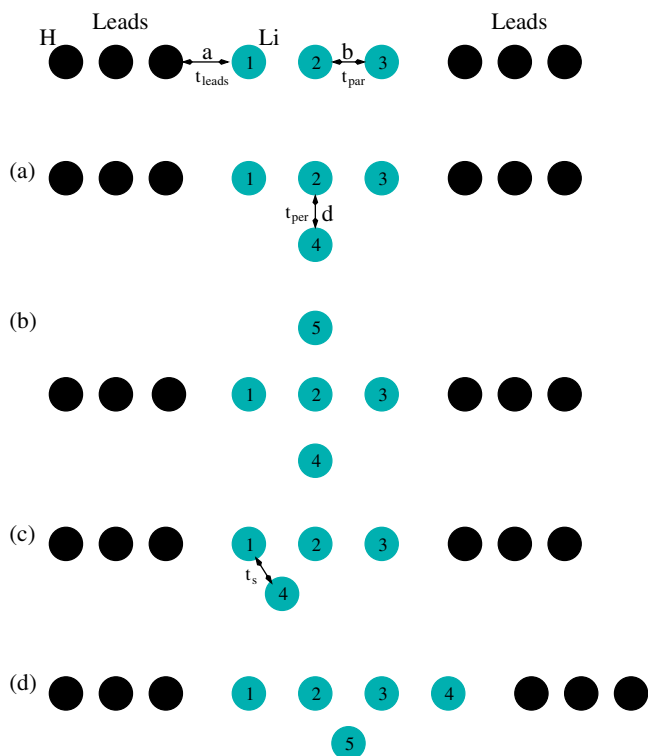 Leads Leads
H a Li b
1 2 3
t_leads t_par
(a) 1 2 3
t_per d
4
(b) 5
1 2 3
4
(c) 1 2 3
t_s 4
(d) 1 2 3 4
5